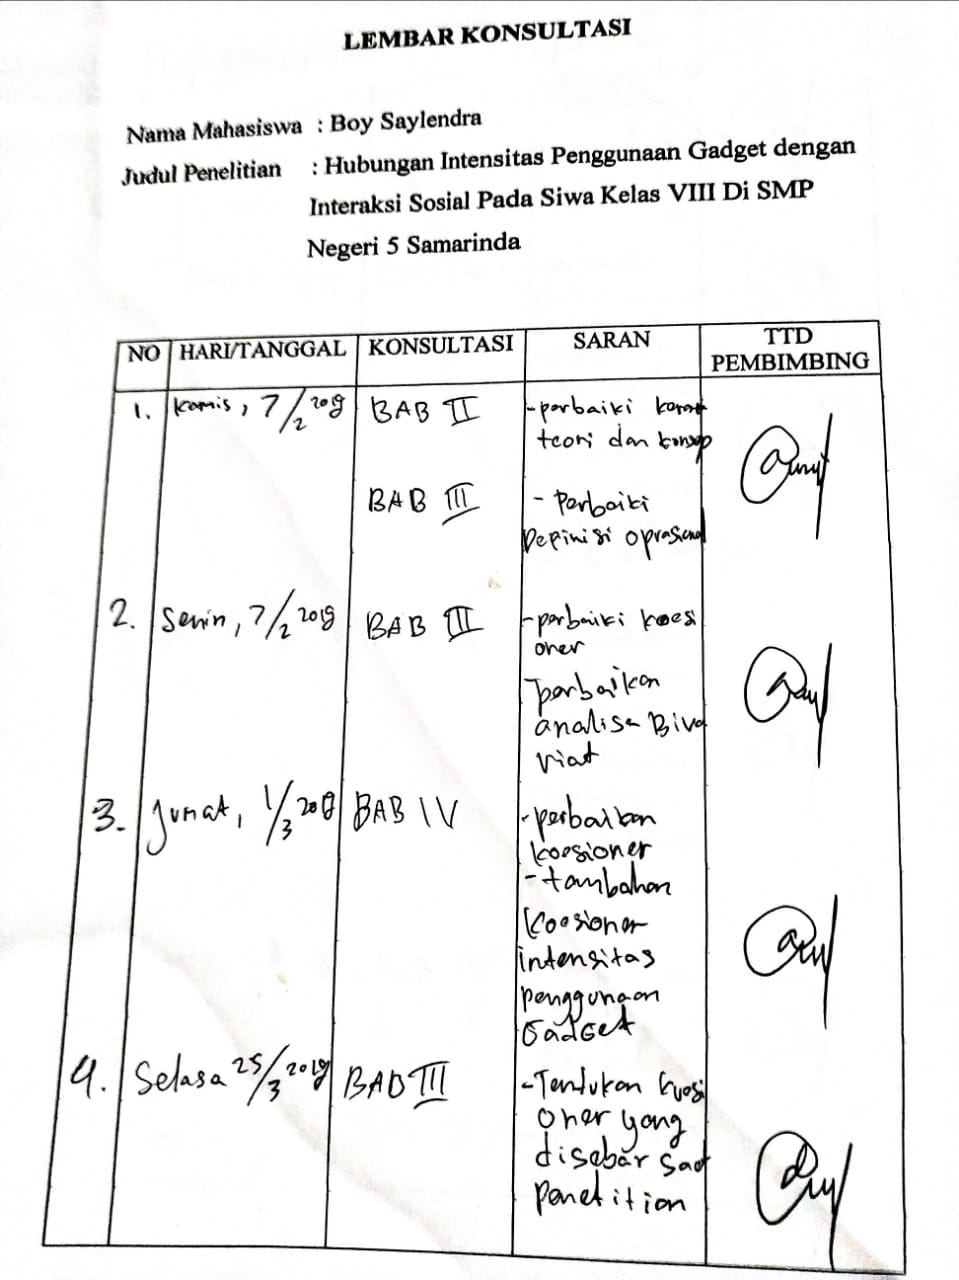 LEMBAR KONSULTASI
Nama Mahasiswa : Boy Saylendra
Judul Penelitian : Hubungan Intensitas Penggunaan Gadget dengan
Interaksi Sosial Pada Siwa Kelas VIII Di SMP
Negeri 5 Samarinda
NO HARI/TANGGAL KONSULTASI SARAN TTD
PEMBIMBING
1. Kamis, 7/2 2019 BAB II -perbaiki
teori dan konsep
BAB III - Perbaiki
Depinisi oprasional
2. Senin, 7/2 2019 BAB III -perbaiki koesi
oner
perbaikan
analisa Biva
riat
3. Jumat, 1/3 2019 BAB IV -perbaikan
koesioner
-tambahan
Koesioner
intensitas
penggunaan
Gadget
4. Selasa 25/3 2019 BAB III -Tentukan kuesi
oner yang
disebar saat
penelitian